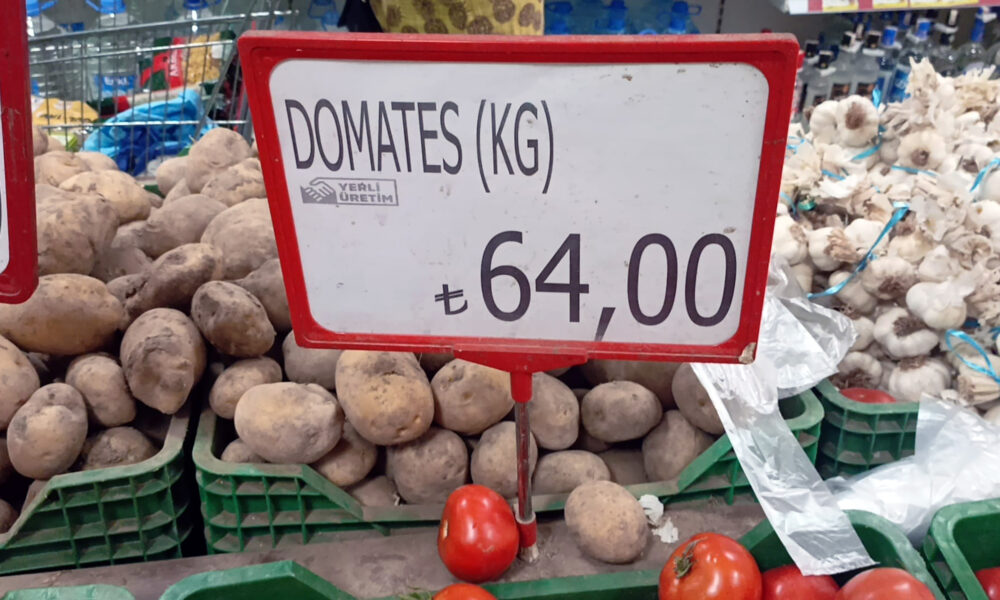 DOMATES (KG)
YERLİ
ÜRETİM
₺64,00